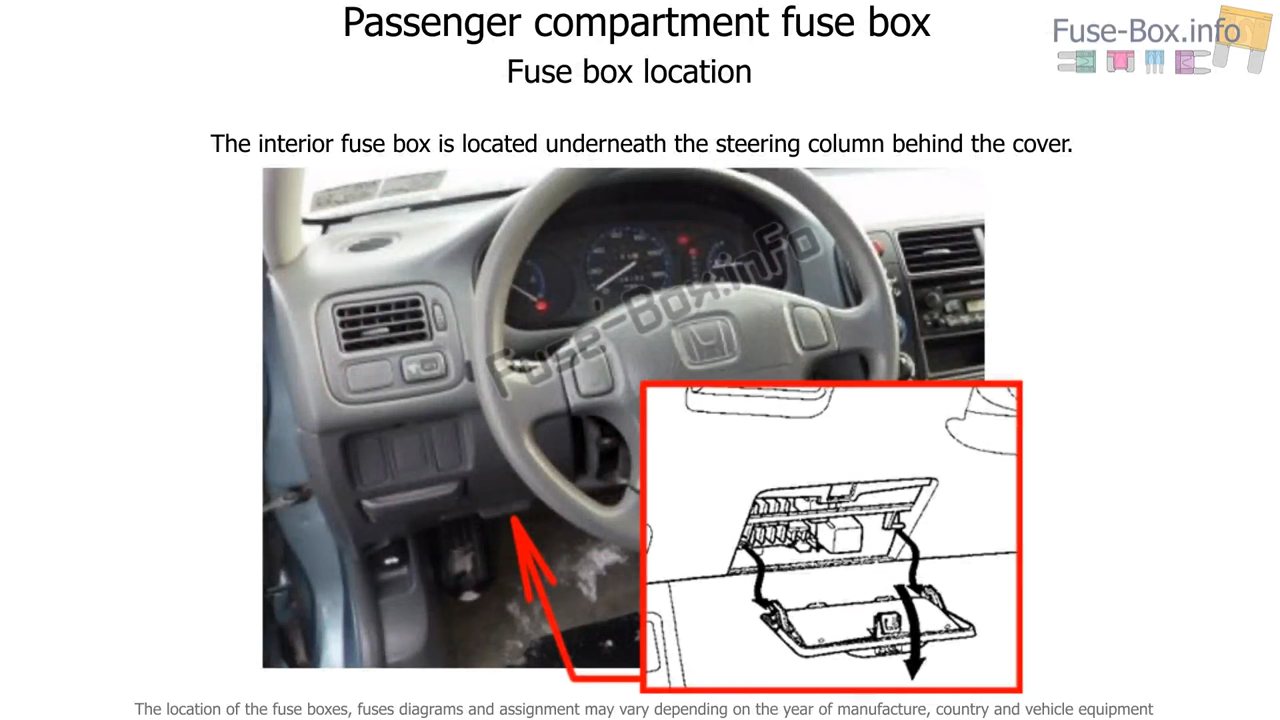 Passenger compartment fuse box
Fuse-Box.info
Fuse box location
The interior fuse box is located underneath the steering column behind the cover.
Fuse-Box.info
The location of the fuse boxes, fuses diagrams and assignment may vary depending on the year of manufacture, country and vehicle equipment